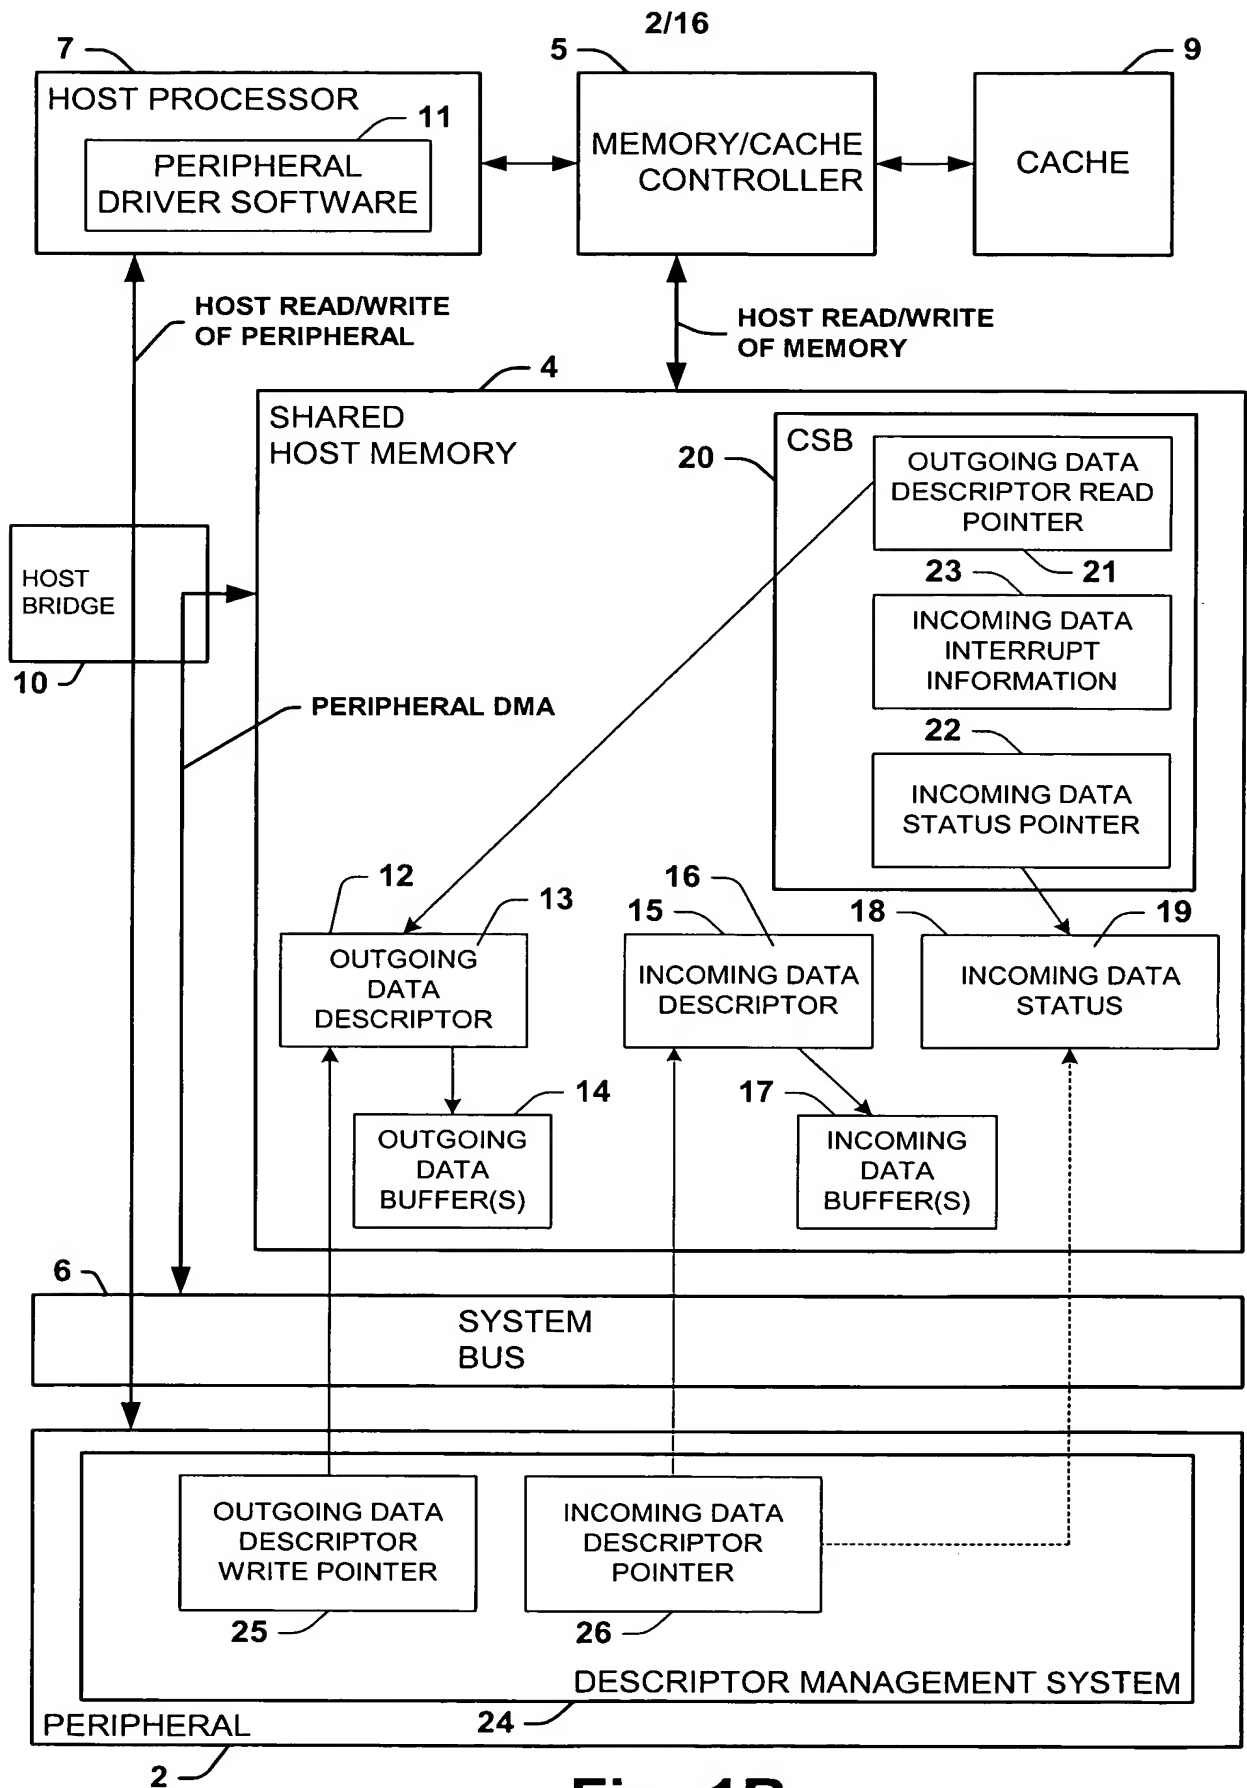 2/16
7
5
9
HOST PROCESSOR
11
PERIPHERAL
DRIVER SOFTWARE
MEMORY/CACHE
CONTROLLER
CACHE
HOST READ/WRITE
OF PERIPHERAL
HOST READ/WRITE
OF MEMORY
4
SHARED
HOST MEMORY
20
CSB
OUTGOING DATA
DESCRIPTOR READ
POINTER
21
HOST
BRIDGE
10
23
INCOMING DATA
INTERRUPT
INFORMATION
PERIPHERAL DMA
22
INCOMING DATA
STATUS POINTER
12
13
16
15
18
19
OUTGOING
DATA
DESCRIPTOR
INCOMING DATA
DESCRIPTOR
INCOMING DATA
STATUS
14
17
OUTGOING
DATA
BUFFER(S)
INCOMING
DATA
BUFFER(S)
6
SYSTEM
BUS
OUTGOING DATA
DESCRIPTOR
WRITE POINTER
25
INCOMING DATA
DESCRIPTOR
POINTER
26
DESCRIPTOR MANAGEMENT SYSTEM
24
PERIPHERAL
2
Fig. 1B